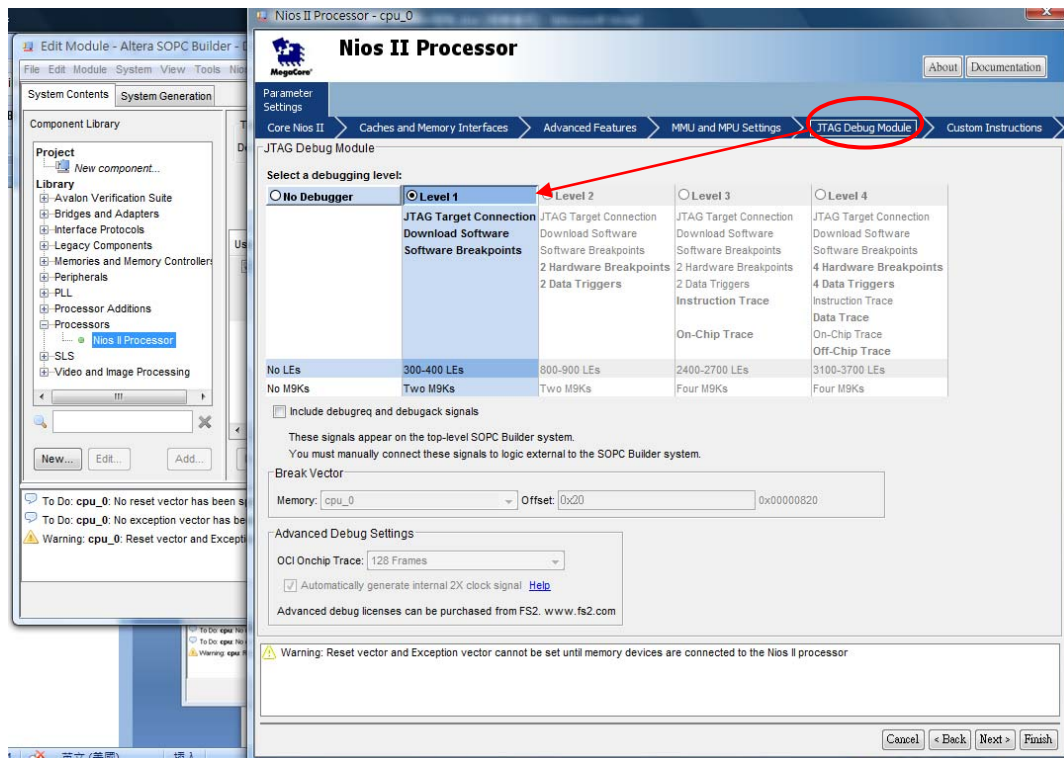 Nios II Processor - cpu_0
Edit Module - Altera SOPC Builder -
File Edit Module System View Tools
System Contents System Generation
Component Library
Project
New component...
Library
Avalon Verification Suite
Bridges and Adapters
Interface Protocols
Legacy Components
Memories and Memory Controllers
Peripherals
PLL
Processor Additions
Processors
Nios II Processor
SLS
Video and Image Processing
New... Edit... Add...
To Do: cpu_0: No reset vector has been
To Do: cpu_0: No exception vector has
Warning: cpu_0: Reset vector and
MegaCore'
Nios II Processor
About Documentation
Parameter
Settings
Core Nios II Caches and Memory Interfaces Advanced Features MMU and MPU Settings JTAG Debug Module Custom Instructions
JTAG Debug Module
Select a debugging level:
No Debugger Level 1 Level 2 Level 3 Level 4
JTAG Target Connection JTAG Target Connection JTAG Target Connection JTAG Target Connection
Download Software Download Software Download Software Download Software
Software Breakpoints Software Breakpoints Software Breakpoints Software Breakpoints
2 Hardware Breakpoints 2 Hardware Breakpoints 4 Hardware Breakpoints
2 Data Triggers 2 Data Triggers 4 Data Triggers
Instruction Trace Instruction Trace
Data Trace
On-Chip Trace On-Chip Trace
Off-Chip Trace
No LEs 300-400 LEs 800-900 LEs 2400-2700 LEs 3100-3700 LEs
No M9Ks Two M9Ks Two M9Ks Four M9Ks Four M9Ks
Include debugreq and debugack signals
These signals appear on the top-level SOPC Builder system.
You must manually connect these signals to logic external to the SOPC Builder system.
Break Vector
Memory: cpu_0 Offset: 0x20 0x00000820
Advanced Debug Settings
OCI Onchip Trace: 128 Frames
Automatically generate internal 2X clock signal Help
Advanced debug licenses can be purchased from FS2. www.fs2.com
Warning: Reset vector and Exception vector cannot be set until memory devices are connected to the Nios II processor
Cancel < Back Next > Finish